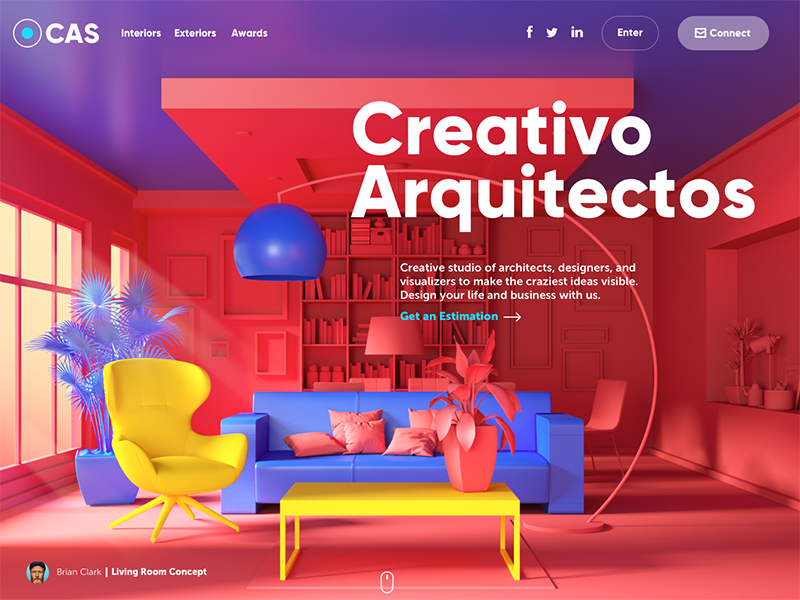 CAS
Interiors Exteriors Awards
Enter
Connect
Creativo
Arquitectos
Creative studio of architects, designers, and
visualizers to make the craziest ideas visible.
Design your life and business with us.
Get an Estimation
Brian Clark | Living Room Concept